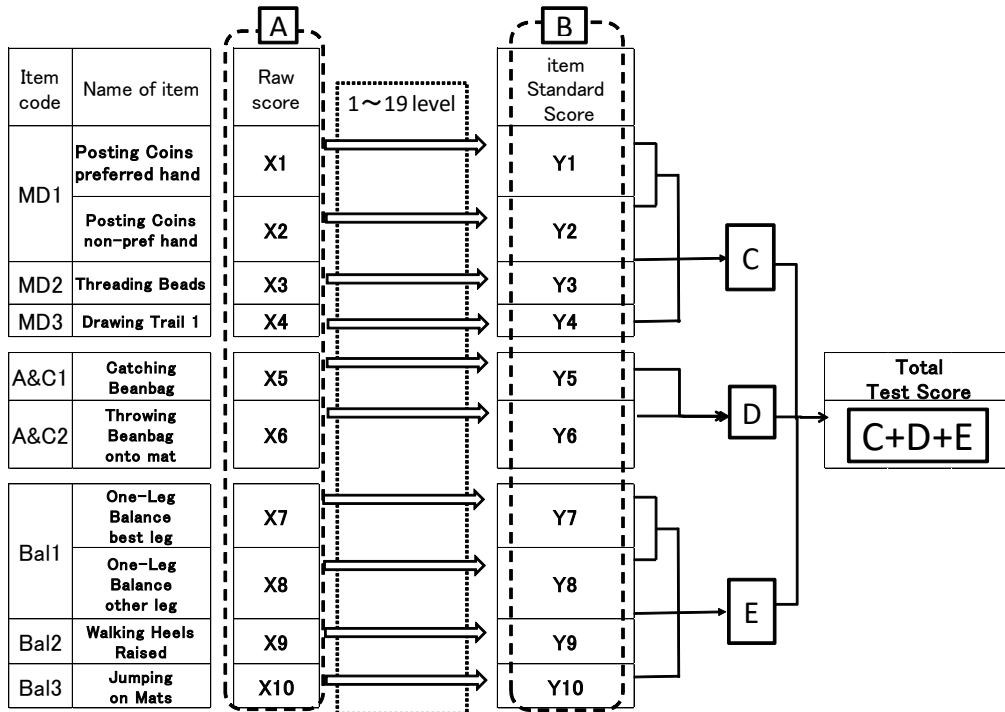 A
B
Item
code
Name of item
Raw
score
1～19 level
item
Standard
Score
MD1
Posting Coins
preferred hand
X1
Y1
Posting Coins
non-pref hand
X2
Y2
C
MD2
Threading Beads
X3
Y3
MD3
Drawing Trail 1
X4
Y4
A&C1
Catching
Beanbag
X5
Y5
Total
Test Score
A&C2
Throwing
Beanbag
onto mat
X6
Y6
D
C+D+E
Bal1
One-Leg
Balance
best leg
X7
Y7
One-Leg
Balance
other leg
X8
Y8
E
Bal2
Walking Heels
Raised
X9
Y9
Bal3
Jumping
on Mats
X10
Y10